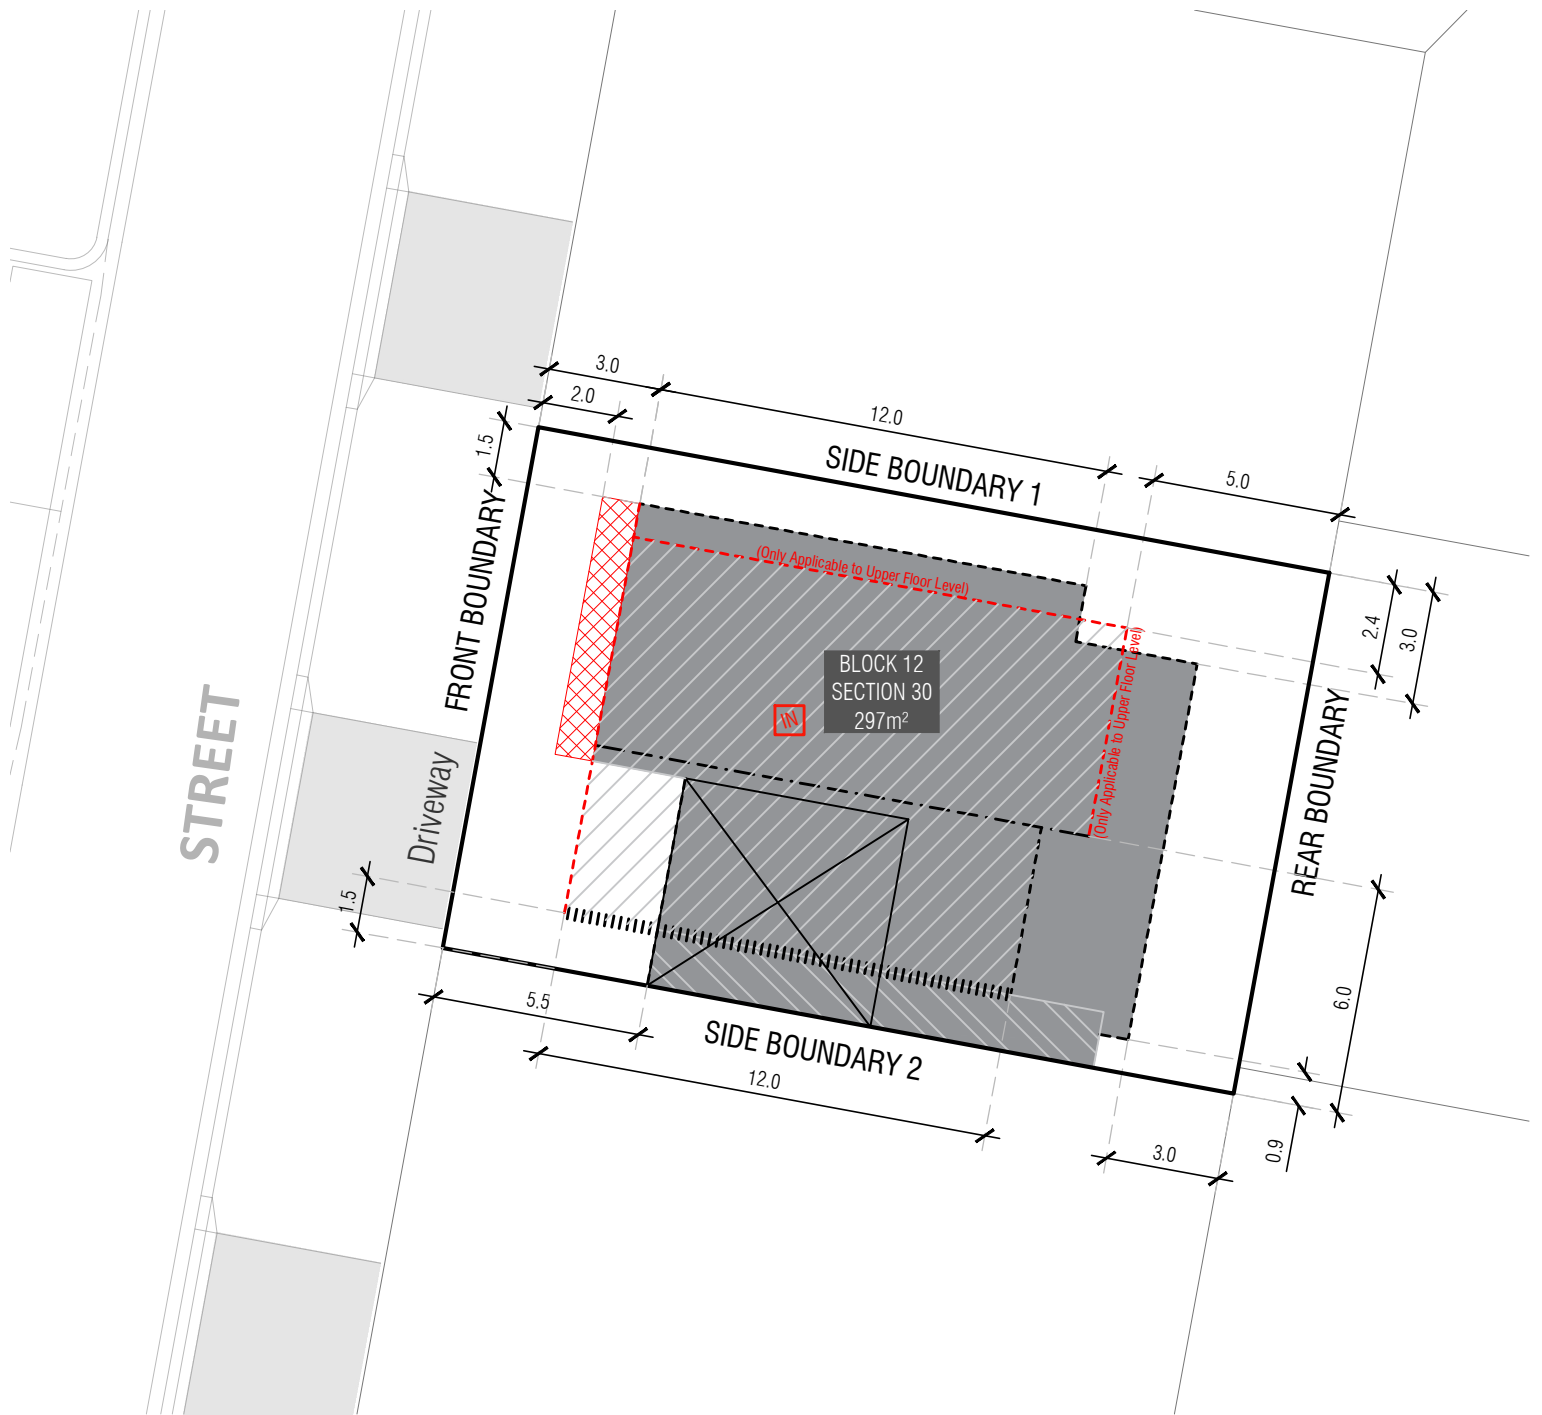 3.0
2.0
12.0
1.5
SIDE BOUNDARY 1
5.0
FRONT BOUNDARY
(Only Applicable to Upper Floor Level)
2.4
3.0
BLOCK 12
SECTION 30
297m²
IN
(Only Applicable to Upper Floor Level)
STREET
Driveway
REAR BOUNDARY
1.5
5.5
6.0
SIDE BOUNDARY 2
12.0
3.0
0.9